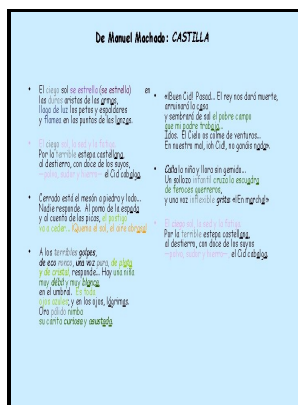 De Manuel Machado: CASTILLA
• El ciego sol se estrella (se estrella) en
las duras aristas de las armas,
llaga de luz los petos y espaldares
y flamea en las puntas de las lanzas.
• El ciego sol, la sed y la fatiga.
Por la terrible estepa castellana,
al destierro, con doce de los suyos,
—polvo, sudor y hierro— el Cid cabalga.
• Cerrado está el mesón a piedra y lodo...
Nadie responde. Al pomo de la espada
y al cuento de las picas, el postigo
va a ceder... ¡Quema el sol, el aire abrasa!
• A los terribles golpes,
de eco ronco, una voz pura, de plata
y de cristal, responde... Hay una niña
muy débil y muy blanca,
en el umbral. Es toda
ojos azules; y en los ojos, lágrimas.
Oro pálido nimba
su carita curiosa y asustada.
• «¡Buen Cid! Pasad... El rey nos dará muerte,
arruinará la casa
y sembrará de sal el pobre campo
que mi padre trabaja...
Idos. El Cielo os colme de venturas...
En nuestro mal, ¡oh Cid!, no ganáis nada».
• Calla la niña y llora sin gemido...
Un sollozo infantil cruza la escuadra
de feroces guerreros,
y una voz inflexible grita «¡En marcha!»
• El ciego sol, la sed y la fatiga.
Por la terrible estepa castellana,
al destierro, con doce de los suyos
—polvo, sudor y hierro—, el Cid cabalga.